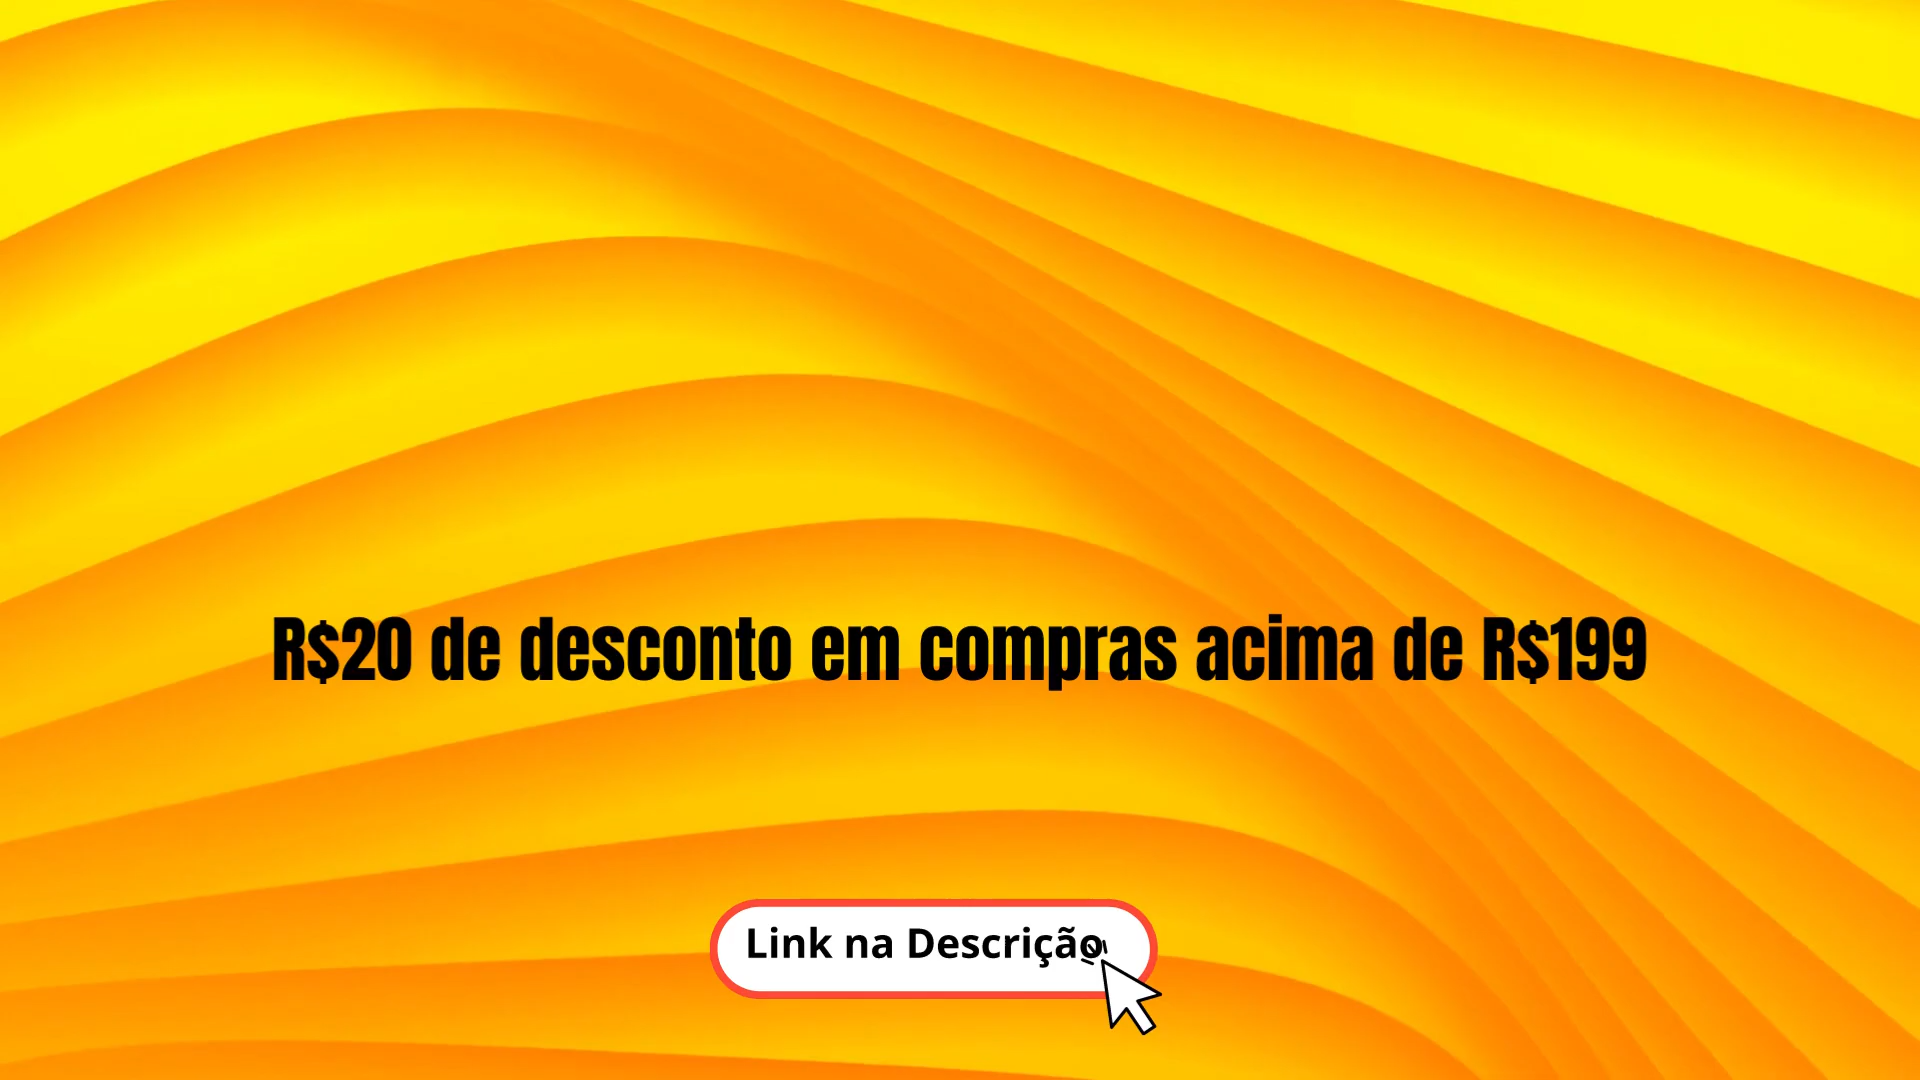 R$20 de desconto em compras acima de R$199
Link na Descrição